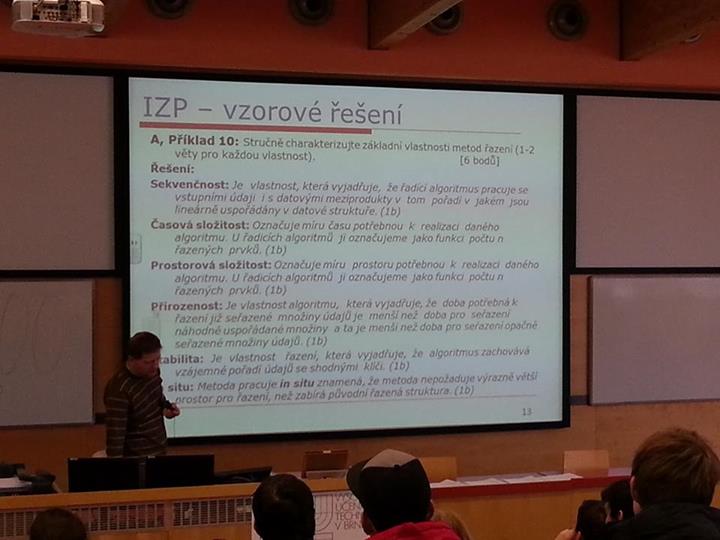 IZP – vzorové řešení
A, Příklad 10: Stručně charakterizujte základní vlastnosti metod řazení (1-2
věty pro každou vlastnost). [6 bodů]
Řešení:
Sekvenčnost: Je vlastnost, která vyjadřuje, že řadicí algoritmus pracuje se
vstupními údaji i s datovými meziprodukty v tom pořadí v jakém jsou
lineárně uspořádány v datové struktuře. (1b)
Časová složitost: Označuje míru času potřebnou k realizaci daného
algoritmu. U řadicích algoritmů ji označujeme jako funkci počtu n
řazených prvků. (1b)
Prostorová složitost: Označuje míru prostoru potřebnou k realizaci daného
algoritmu. U řadicích algoritmů ji označujeme jako funkci počtu n
řazených prvků. (1b)
Přirozenost: Je vlastnost algoritmu, která vyjadřuje, že doba potřebná k
řazení již seřazené množiny údajů je menší než doba pro seřazení
náhodně uspořádané množiny a ta je menší než doba pro seřazení opačně
seřazené množiny údajů. (1b)
tabilita: Je vlastnost řazení, která vyjadřuje, že algoritmus zachovává
vzájemné pořadí údajů se shodnými klíči. (1b)
situ: Metoda pracuje in situ znamená, že metoda nepožaduje výrazně větší
prostor pro řazení, než zabírá původní řazená struktura. (1b)
13
VYS
UČEN
TECHN
V BRN